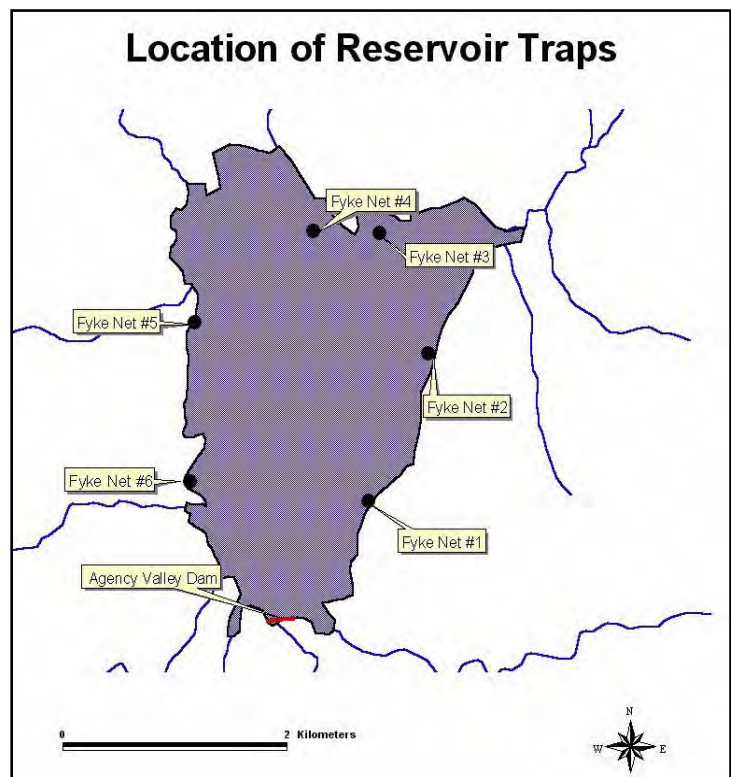 Location of Reservoir Traps
Fyke Net #4
Fyke Net #3
Fyke Net #5
Fyke Net #2
Fyke Net #6
Fyke Net #1
Agency Valley Dam
0 2 Kilometers
N
W E
S